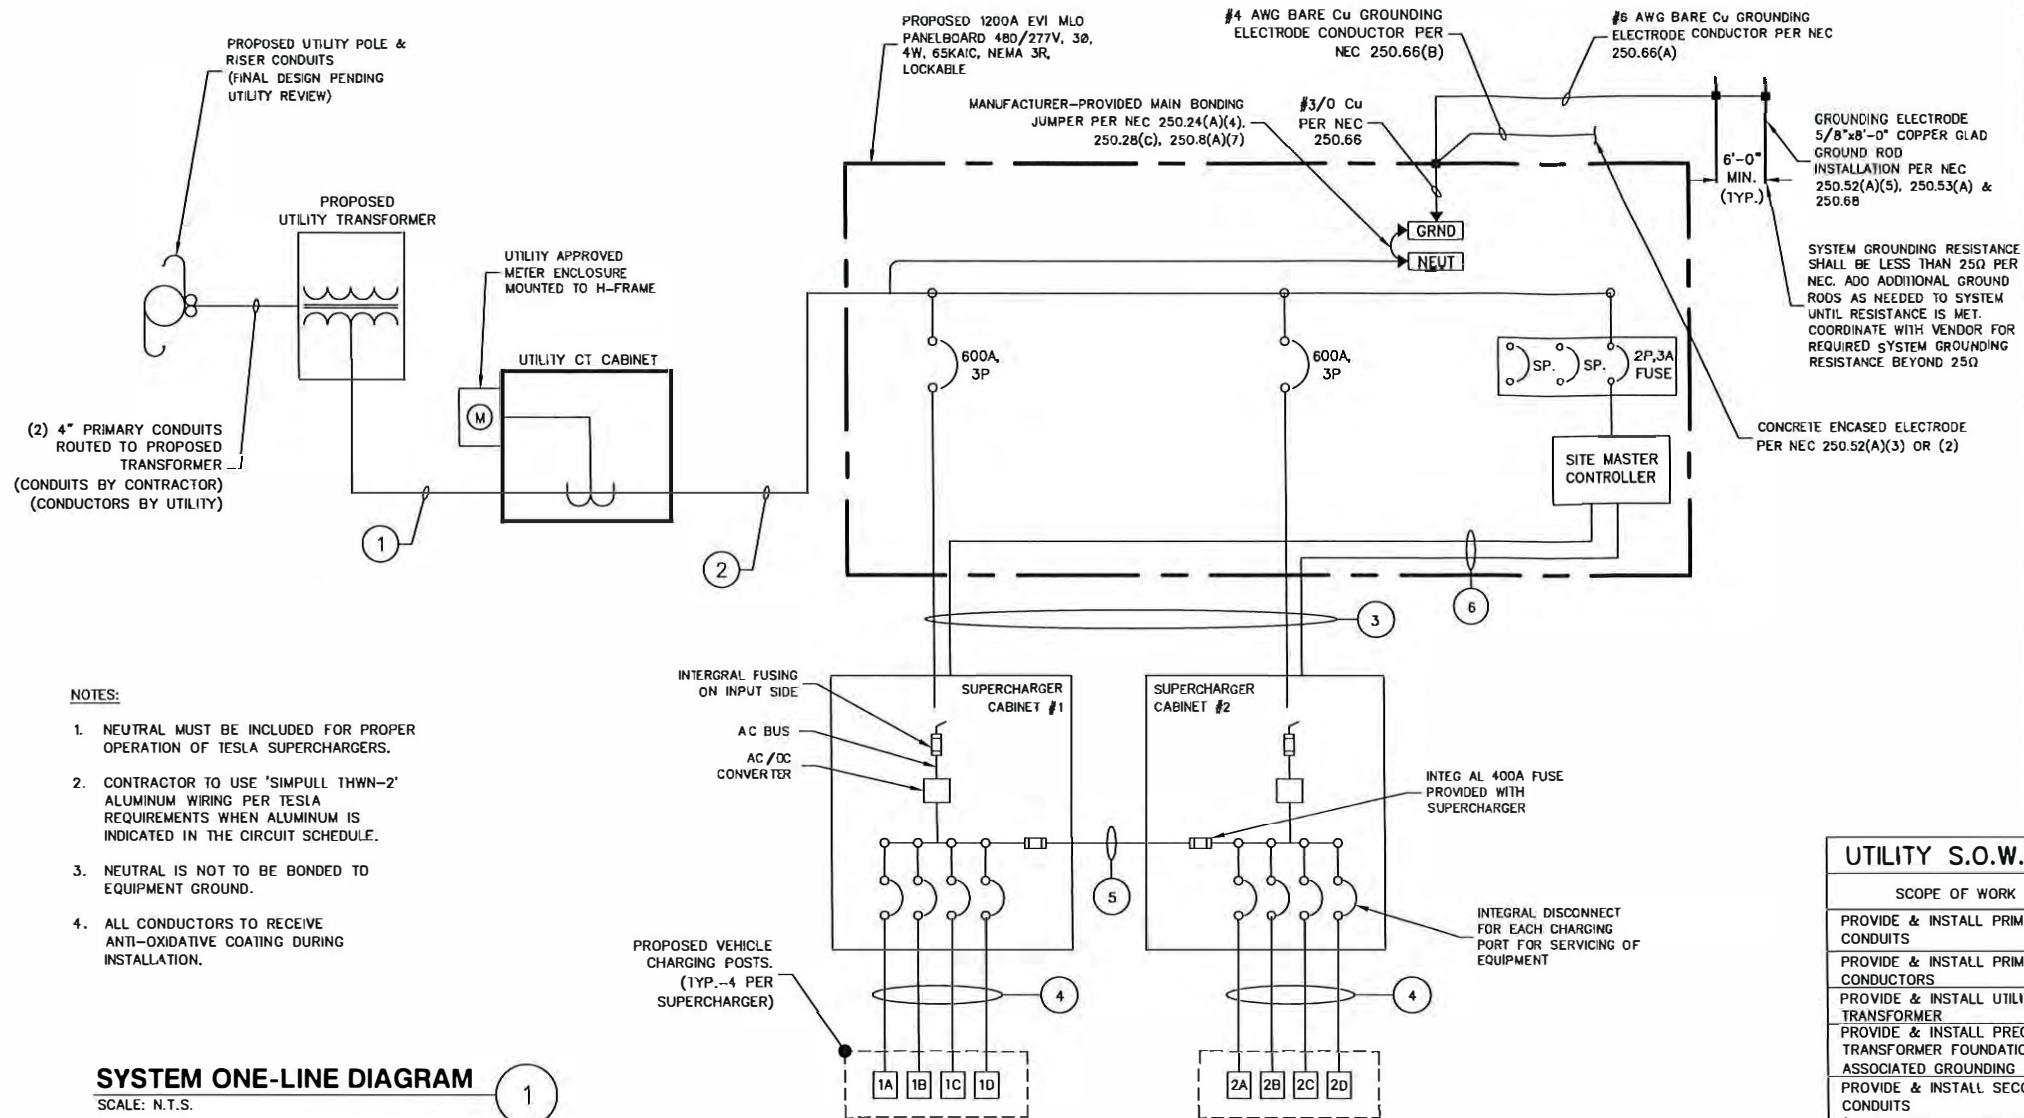 PROPOSED UTILITY POLE &
RISER CONDUITS
(FINAL DESIGN PENDING
UTILITY REVIEW)
PROPOSED
UTILITY TRANSFORMER
UTILITY APPROVED
METER ENCLOSURE
MOUNTED TO H-FRAME
UTILITY CT CABINET
M
(2) 4" PRIMARY CONDUITS
ROUTED TO PROPOSED
TRANSFORMER
(CONDUITS BY CONTRACTOR)
(CONDUCTORS BY UTILITY)
1
2
PROPOSED 1200A EVI MLO
PANELBOARD 480/277V, 3Ø,
4W, 65KAIC, NEMA 3R,
LOCKABLE
#4 AWG BARE Cu GROUNDING
ELECTRODE CONDUCTOR PER
NEC 250.66(B)
#6 AWG BARE Cu GROUNDING
ELECTRODE CONDUCTOR PER NEC
250.66(A)
MANUFACTURER-PROVIDED MAIN BONDING
JUMPER PER NEC 250.24(A)(4),
250.28(C), 250.8(A)(7)
#3/0 Cu
PER NEC
250.66
6'-0"
MIN.
(TYP.)
GROUNDING ELECTRODE
5/8"x8'-0" COPPER GLAD
GROUND ROD
INSTALLATION PER NEC
250.52(A)(5), 250.53(A) &
250.68
GRND
NEUT
SYSTEM GROUNDING RESISTANCE
SHALL BE LESS THAN 25Ω PER
NEC. ADD ADDITIONAL GROUND
RODS AS NEEDED TO SYSTEM
UNTIL RESISTANCE IS MET.
COORDINATE WITH VENDOR FOR
REQUIRED SYSTEM GROUNDING
RESISTANCE BEYOND 25Ω
600A,
3P
600A,
3P
SP.
SP.
2P,3A
FUSE
SITE MASTER
CONTROLLER
CONCRETE ENCASED ELECTRODE
PER NEC 250.52(A)(3) OR (2)
6
3
NOTES:
1. NEUTRAL MUST BE INCLUDED FOR PROPER
OPERATION OF TESLA SUPERCHARGERS.
2. CONTRACTOR TO USE 'SIMPULL THWN-2'
ALUMINUM WIRING PER TESLA
REQUIREMENTS WHEN ALUMINUM IS
INDICATED IN THE CIRCUIT SCHEDULE.
3. NEUTRAL IS NOT TO BE BONDED TO
EQUIPMENT GROUND.
4. ALL CONDUCTORS TO RECEIVE
ANTI-OXIDATIVE COATING DURING
INSTALLATION.
INTERGRAL FUSING
ON INPUT SIDE
AC BUS
AC/DC
CONVERTER
SUPERCHARGER
CABINET #1
SUPERCHARGER
CABINET #2
INTEG AL 400A FUSE
PROVIDED WITH
SUPERCHARGER
5
INTEGRAL DISCONNECT
FOR EACH CHARGING
PORT FOR SERVICING OF
EQUIPMENT
PROPOSED VEHICLE
CHARGING POSTS.
(TYP.-4 PER
SUPERCHARGER)
4
4
1A 1B 1C 1D
2A 2B 2C 2D
SYSTEM ONE-LINE DIAGRAM
SCALE: N.T.S.
1
UTILITY S.O.W.
SCOPE OF WORK
PROVIDE & INSTALL PRIM
CONDUITS
PROVIDE & INSTALL PRIM
CONDUCTORS
PROVIDE & INSTALL UTILI
TRANSFORMER
PROVIDE & INSTALL PREC
TRANSFORMER FOUNDATIO
ASSOCIATED GROUNDING
PROVIDE & INSTALL SECO
CONDUITS